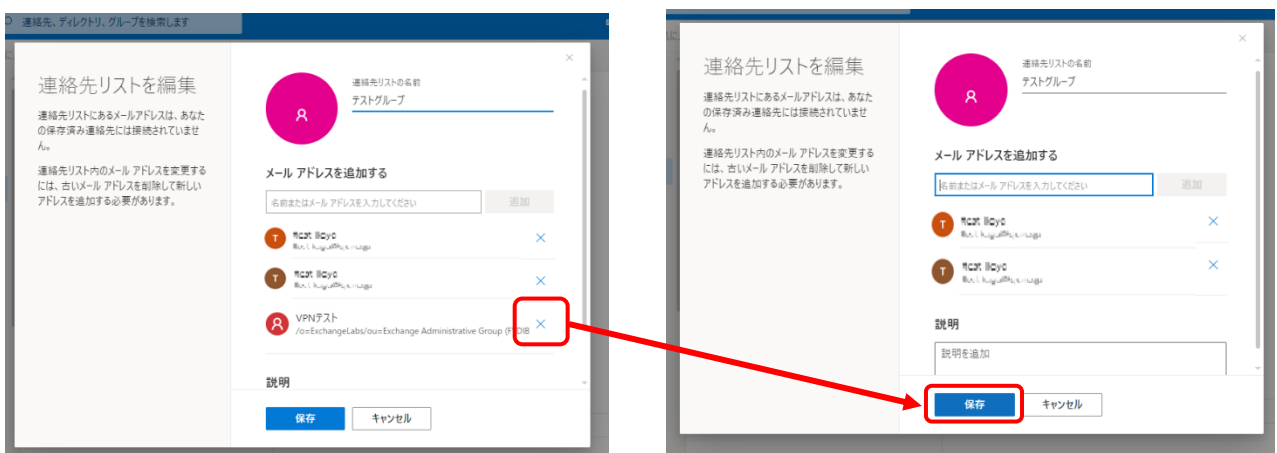 連絡先、ディレクトリ、グループを検索します
連絡先リストを編集
連絡先リストにあるメールアドレスは、あなた
の保存済み連絡先には接続されていませ
ん。
連絡先リスト内のメール アドレスを変更する
には、古いメール アドレスを削除して新しい
アドレスを追加する必要があります。
連絡先リストの名前
テストグループ
メール アドレスを追加する
名前またはメール アドレスを入力してください
追加
T
T
VPNテスト
/o=ExchangeLabs/ou=Exchange Administrative Group
説明
保存
キャンセル
連絡先リストを編集
連絡先リストにあるメールアドレスは、あなた
の保存済み連絡先には接続されていませ
ん。
連絡先リスト内のメール アドレスを変更する
には、古いメール アドレスを削除して新しい
アドレスを追加する必要があります。
連絡先リストの名前
テストグループ
メール アドレスを追加する
名前またはメール アドレスを入力してください
追加
T
T
説明
説明を追加
保存
キャンセル